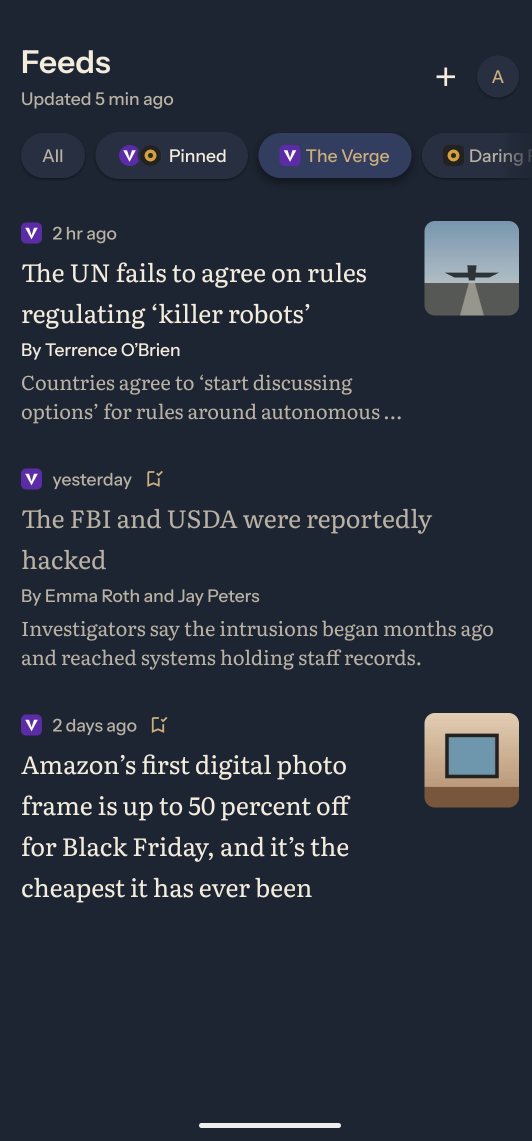 Feeds
Updated 5 min ago
A
All
Pinned
The Verge
Daring
2 hr ago
The UN fails to agree on rules
regulating ‘killer robots’
By Terrence O’Brien
Countries agree to ‘start discussing
options’ for rules around autonomous …
yesterday
The FBI and USDA were reportedly
hacked
By Emma Roth and Jay Peters
Investigators say the intrusions began months ago
and reached systems holding staff records.
2 days ago
Amazon’s first digital photo
frame is up to 50 percent off
for Black Friday, and it’s the
cheapest it has ever been